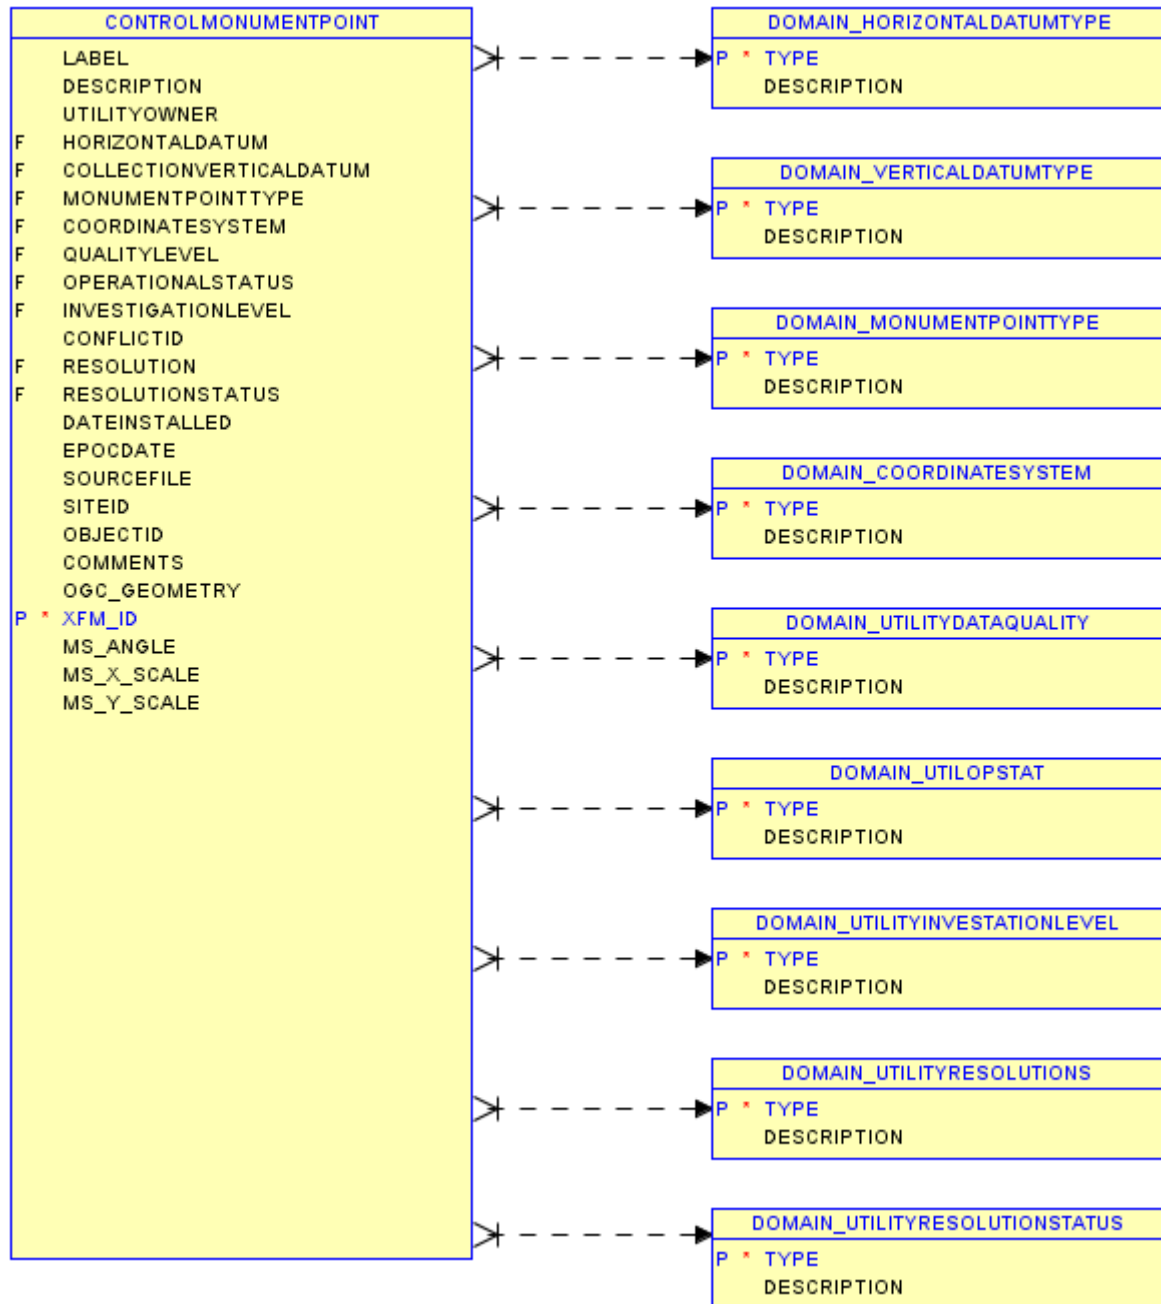 CONTROLMONUMENTPOINT
LABEL
DESCRIPTION
UTILITYOWNER
F HORIZONTALDATUM
F COLLECTIONVERTICALDATUM
F MONUMENTPOINTTYPE
F COORDINATESYSTEM
F QUALITYLEVEL
F OPERATIONALSTATUS
F INVESTIGATIONLEVEL
CONFLICTID
F RESOLUTION
F RESOLUTIONSTATUS
DATEINSTALLED
EPOCDATE
SOURCEFILE
SITEID
OBJECTID
COMMENTS
OGC_GEOMETRY
P * XFM_ID
MS_ANGLE
MS_X_SCALE
MS_Y_SCALE
DOMAIN_HORIZONTALDATUMTYPE
P * TYPE
DESCRIPTION
DOMAIN_VERTICALDATUMTYPE
P * TYPE
DESCRIPTION
DOMAIN_MONUMENTPOINTTYPE
P * TYPE
DESCRIPTION
DOMAIN_COORDINATESYSTEM
P * TYPE
DESCRIPTION
DOMAIN_UTILITYDATAQUALITY
P * TYPE
DESCRIPTION
DOMAIN_UTILOPSTAT
P * TYPE
DESCRIPTION
DOMAIN_UTILITYINVESTATIONLEVEL
P * TYPE
DESCRIPTION
DOMAIN_UTILITYRESOLUTIONS
P * TYPE
DESCRIPTION
DOMAIN_UTILITYRESOLUTIONSTATUS
P * TYPE
DESCRIPTION